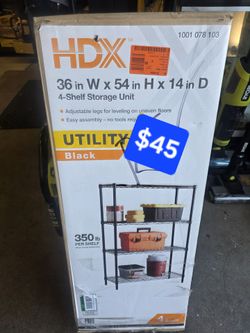 HDX
1001 078 103
36 in W x 54 in H x 14 in D
4-Shelf Storage Unit
• Adjustable legs for leveling on uneven floors
• Easy assembly - no tools
UTILITY
$45
Black
350 lb
PER SHELF